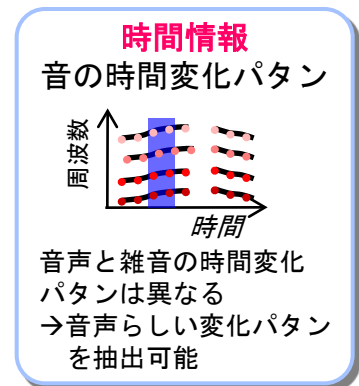 時間情報
音の時間変化パタン
周波数
時間
音声と雑音の時間変化
パタンは異なる
→音声らしい変化パタン
を抽出可能